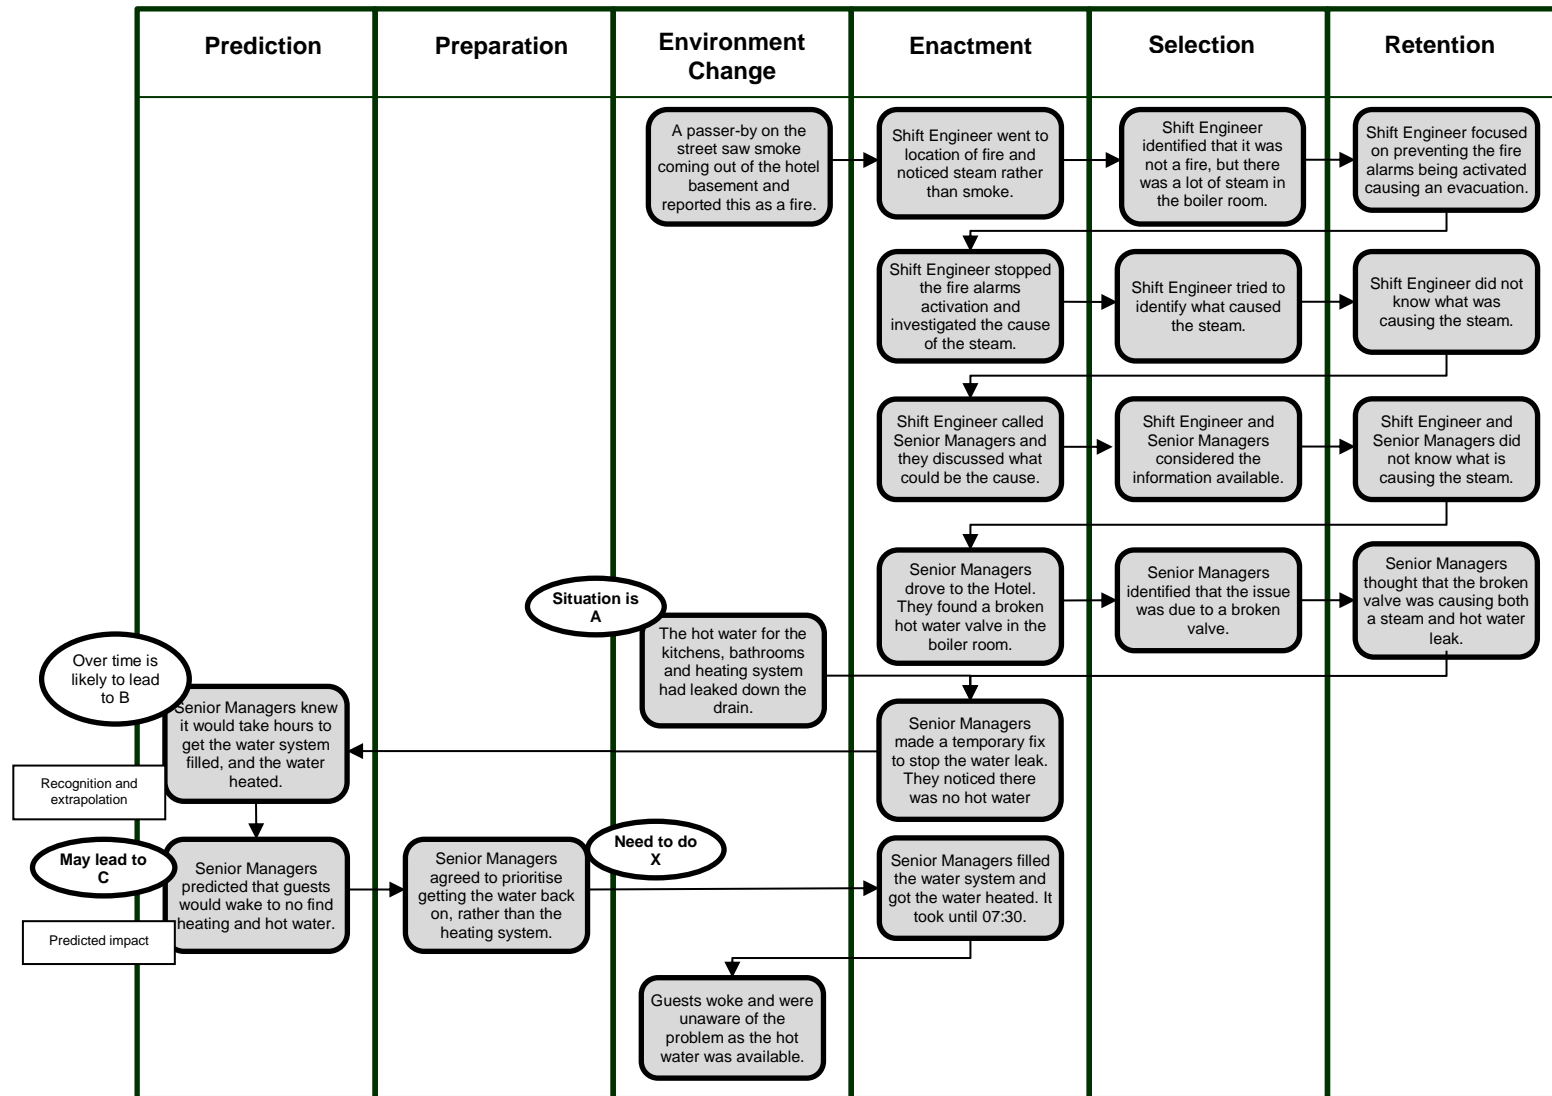 Prediction
Preparation
Environment
Change
Enactment
Selection
Retention
A passer-by on the
street saw smoke
coming out of the hotel
basement and
reported this as a fire.
Shift Engineer went to
location of fire and
noticed steam rather
than smoke.
Shift Engineer
identified that it was
not a fire, but there
was a lot of steam in
the boiler room.
Shift Engineer focused
on preventing the fire
alarms being activated
causing an evacuation.
Shift Engineer stopped
the fire alarms
activation and
investigated the cause
of the steam.
Shift Engineer tried to
identify what caused
the steam.
Shift Engineer did not
know what was
causing the steam.
Shift Engineer called
Senior Managers and
they discussed what
could be the cause.
Shift Engineer and
Senior Managers
considered the
information available.
Shift Engineer and
Senior Managers did
not know what is
causing the steam.
Senior Managers
drove to the Hotel.
They found a broken
hot water valve in the
boiler room.
Senior Managers
identified that the issue
was due to a broken
valve.
Senior Managers
thought that the broken
valve was causing both
a steam and hot water
leak.
Situation is
A
The hot water for the
kitchens, bathrooms
and heating system
had leaked down the
drain.
Over time is
likely to lead
to B
Senior Managers knew
it would take hours to
get the water system
filled, and the water
heated.
Recognition and
extrapolation
Senior Managers
made a temporary fix
to stop the water leak.
They noticed there
was no hot water
May lead to
C
Senior Managers
predicted that guests
would wake to no find
heating and hot water.
Predicted impact
Senior Managers
agreed to prioritise
getting the water back
on, rather than the
heating system.
Need to do
X
Senior Managers filled
the water system and
got the water heated. It
took until 07:30.
Guests woke and were
unaware of the
problem as the hot
water was available.